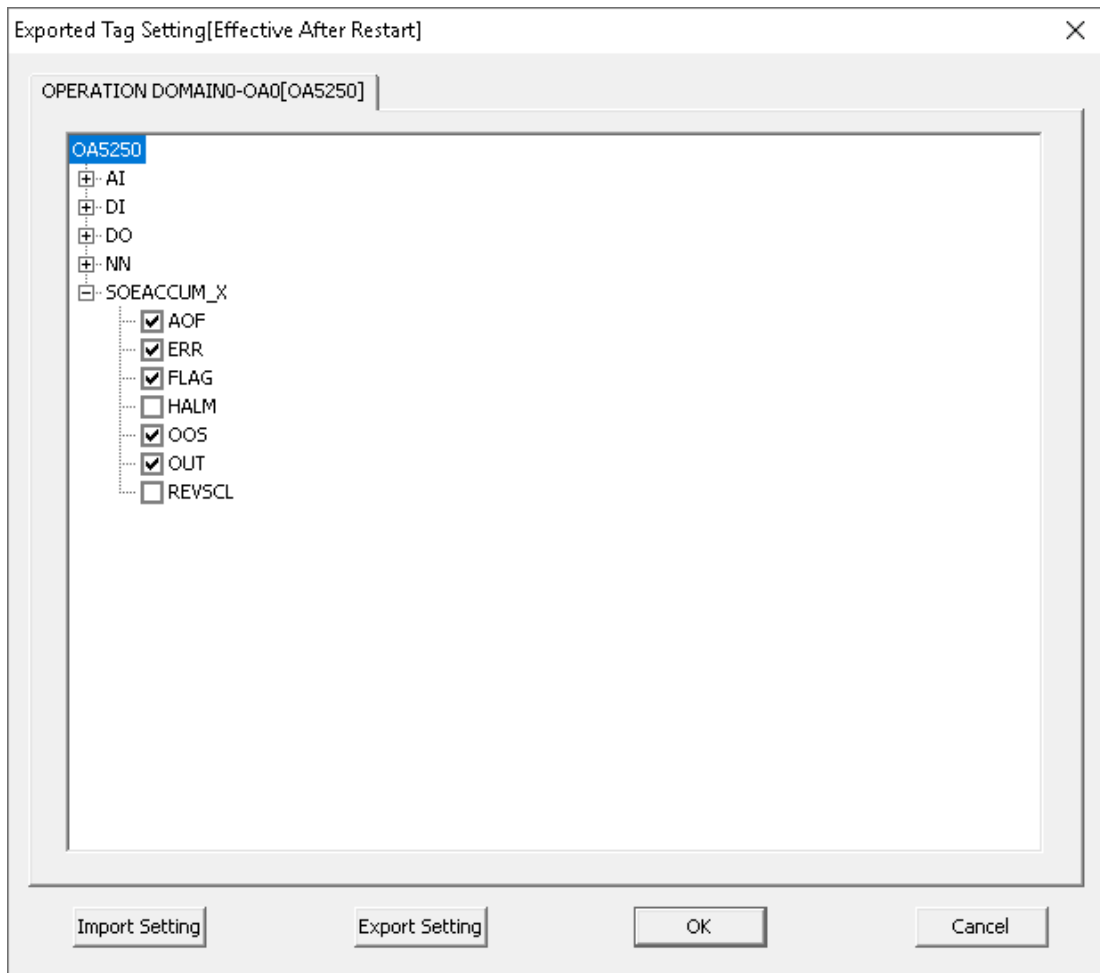 Exported Tag Setting[Effective After Restart]
OPERATION DOMAIN0-OA0[OA5250]
OA5250
AI
DI
DO
NN
SOEACCUM_X
AOF
ERR
FLAG
HALM
OOS
OUT
REVSCL
Import Setting
Export Setting
OK
Cancel